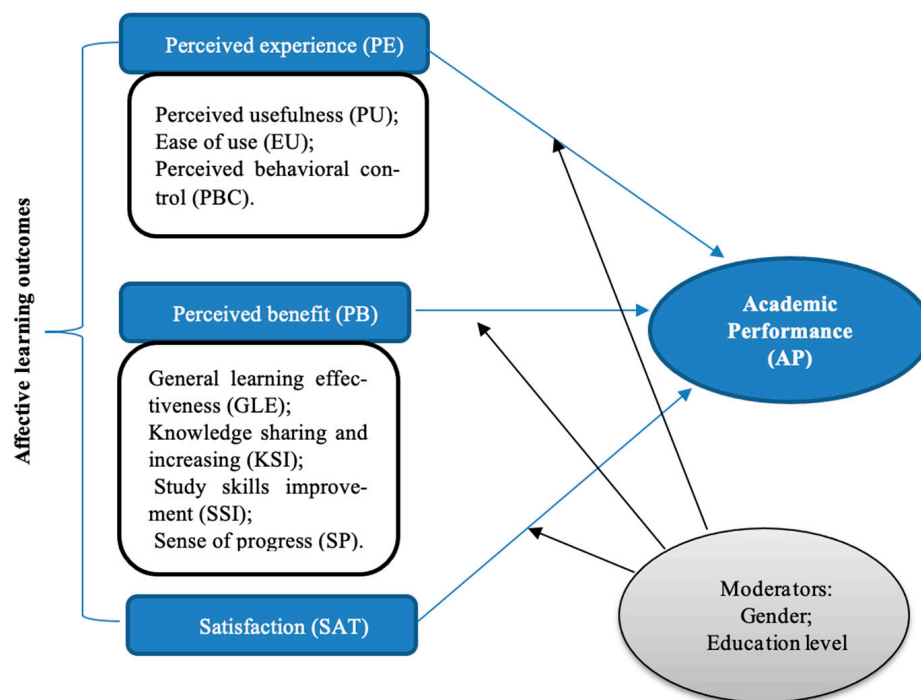 Affective learning outcomes
Perceived experience (PE)
Perceived usefulness (PU);
Ease of use (EU);
Perceived behavioral con-
trol (PBC).
Perceived benefit (PB)
General learning effec-
tiveness (GLE);
Knowledge sharing and
increasing (KSI);
Study skills improve-
ment (SSI);
Sense of progress (SP).
Satisfaction (SAT)
Academic
Performance
(AP)
Moderators:
Gender;
Education level